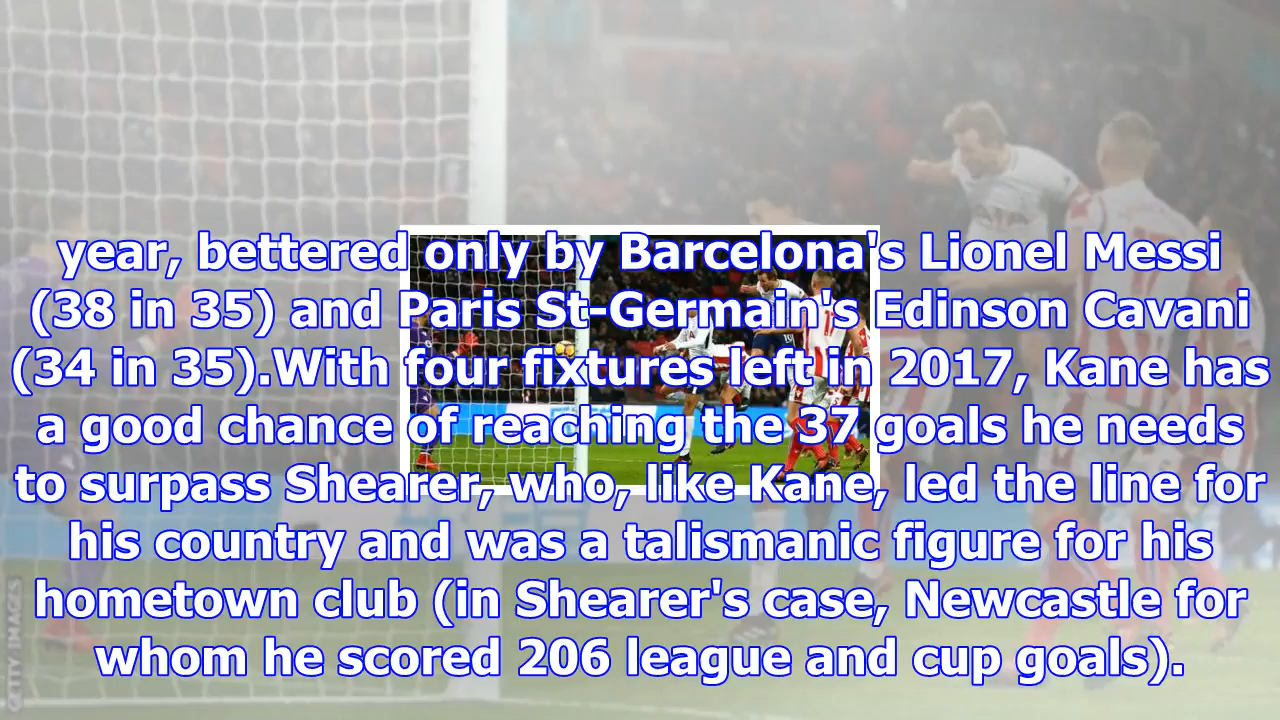 year, bettered only by Barcelona's Lionel Messi
(38 in 35) and Paris St-Germain's Edinson Cavani
(34 in 35).With four fixtures left in 2017, Kane has
a good chance of reaching the 37 goals he needs
to surpass Shearer, who, like Kane, led the line for
his country and was a talismanic figure for his
hometown club (in Shearer's case, Newcastle for
whom he scored 206 league and cup goals).
GETTY IMAGES